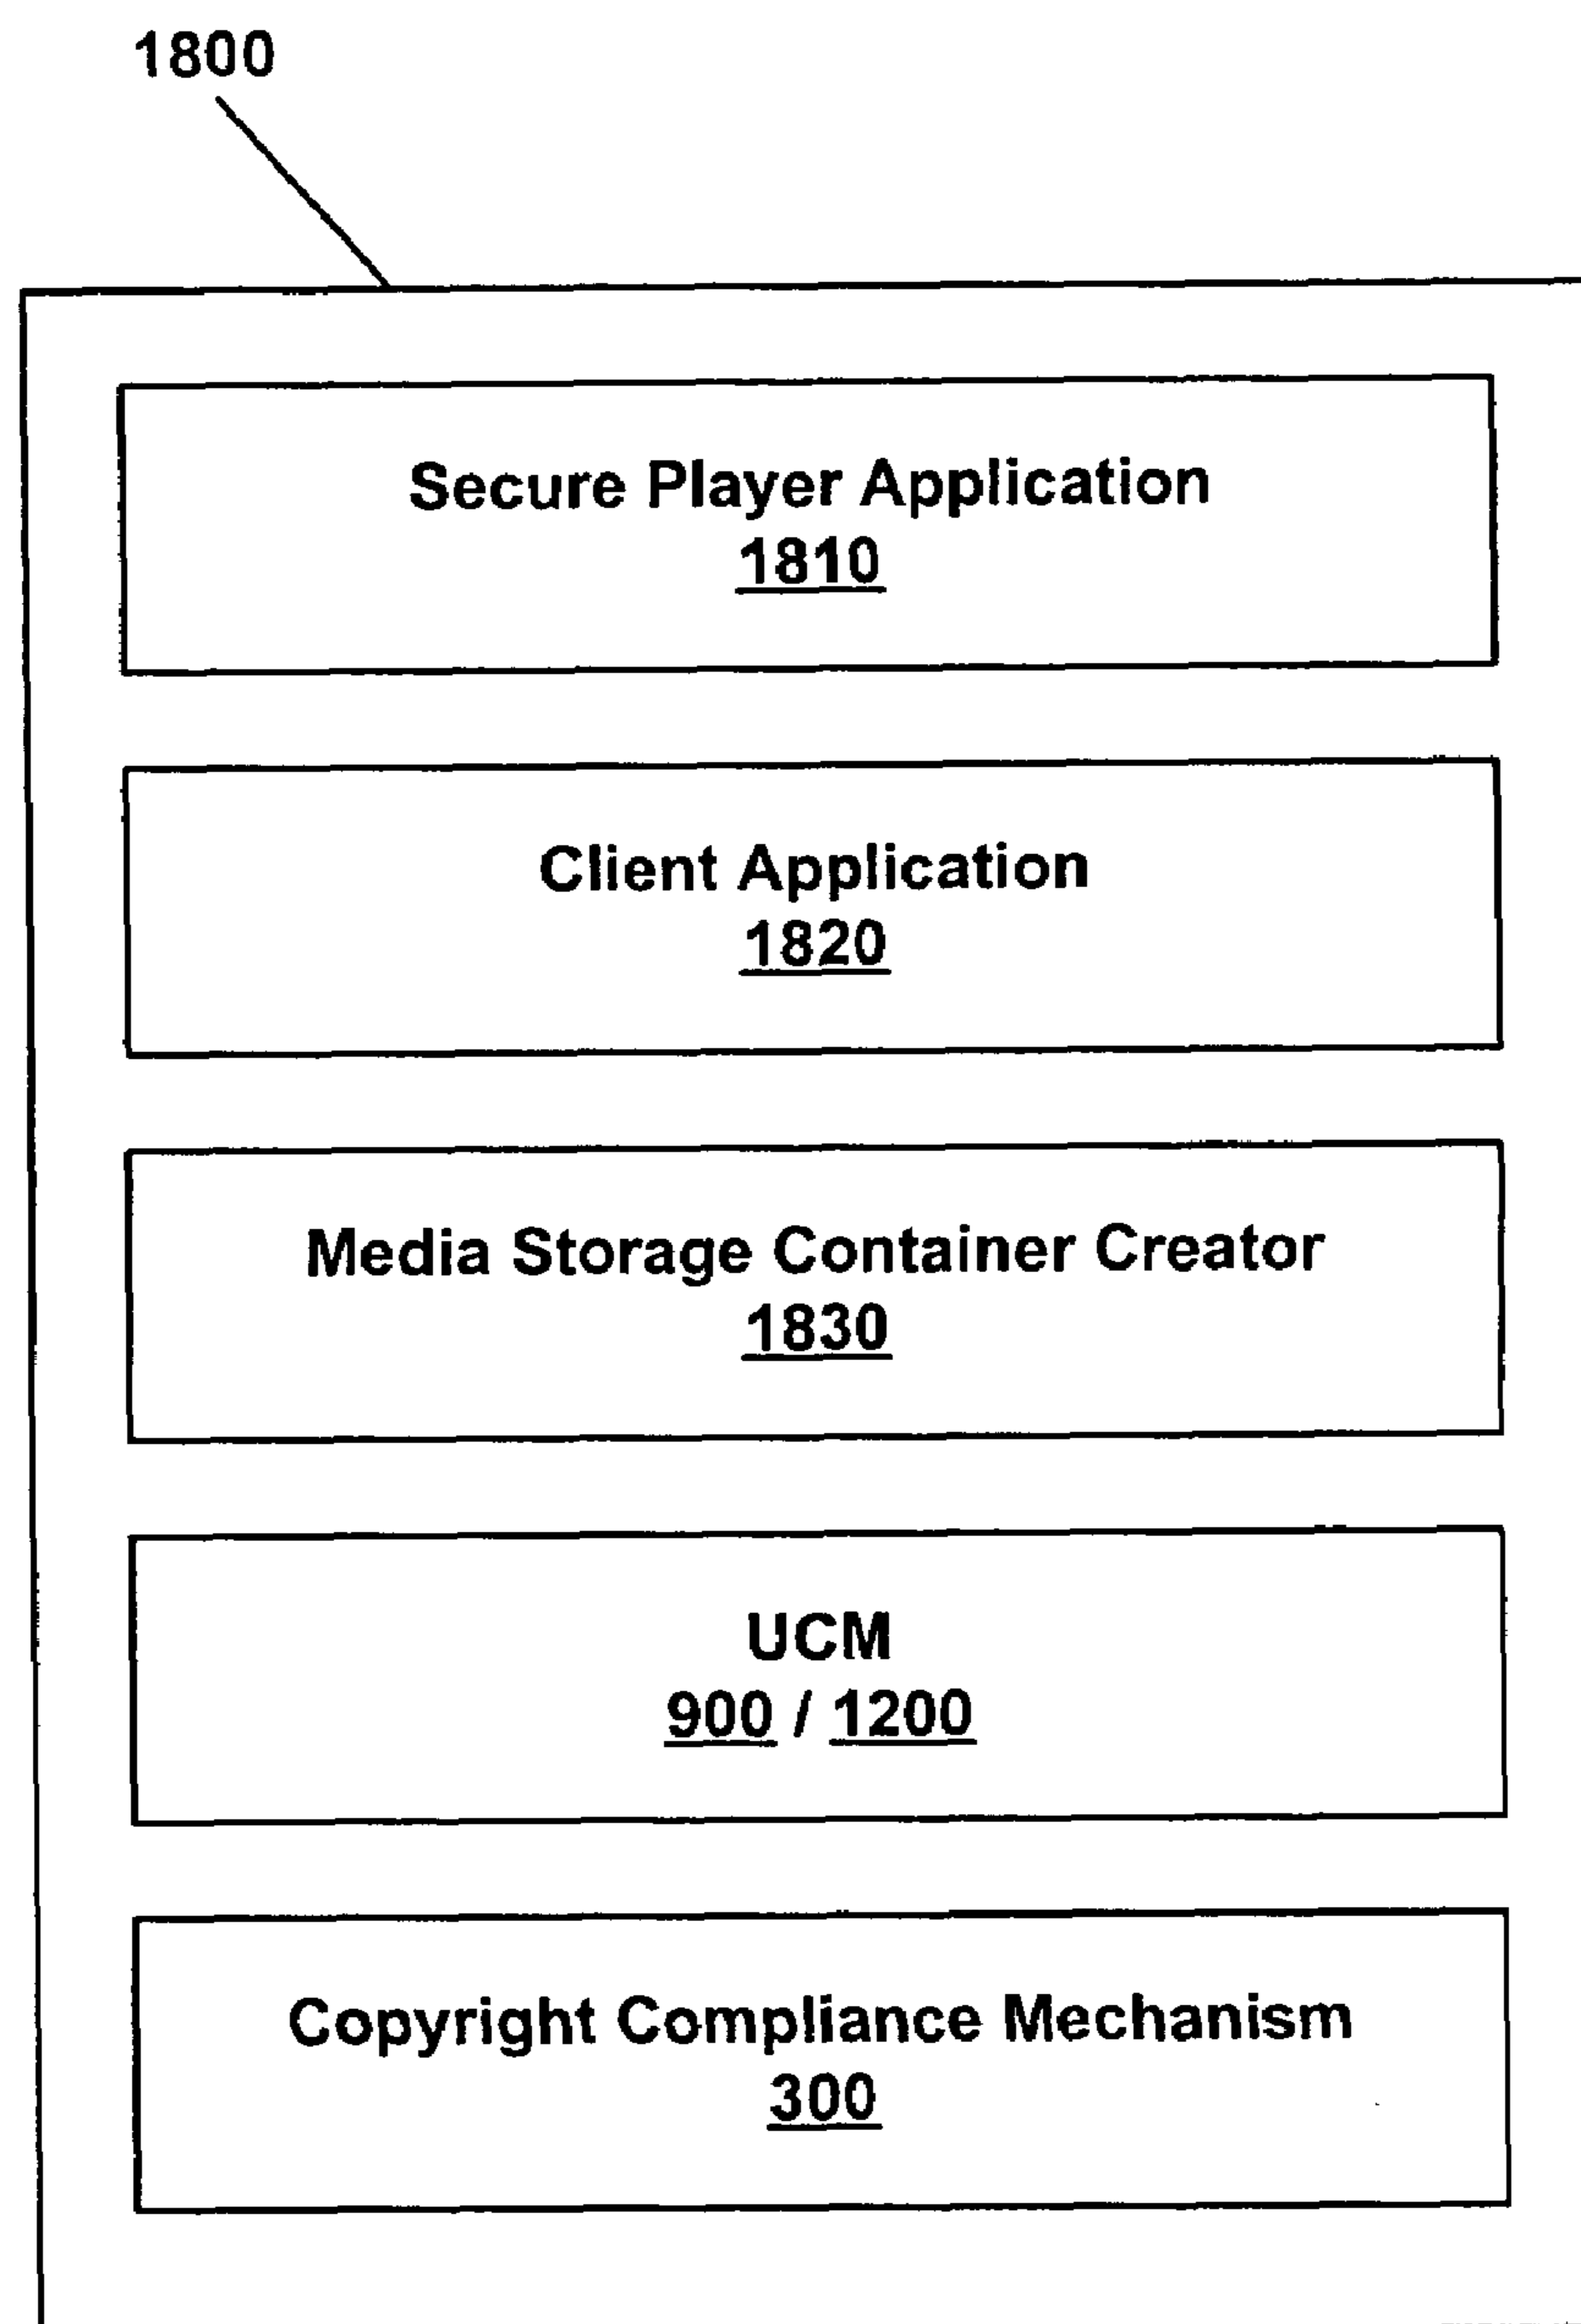 1800
Secure Player Application
1810
Client Application
1820
Media Storage Container Creator
1830
UCM
900 / 1200
Copyright Compliance Mechanism
300